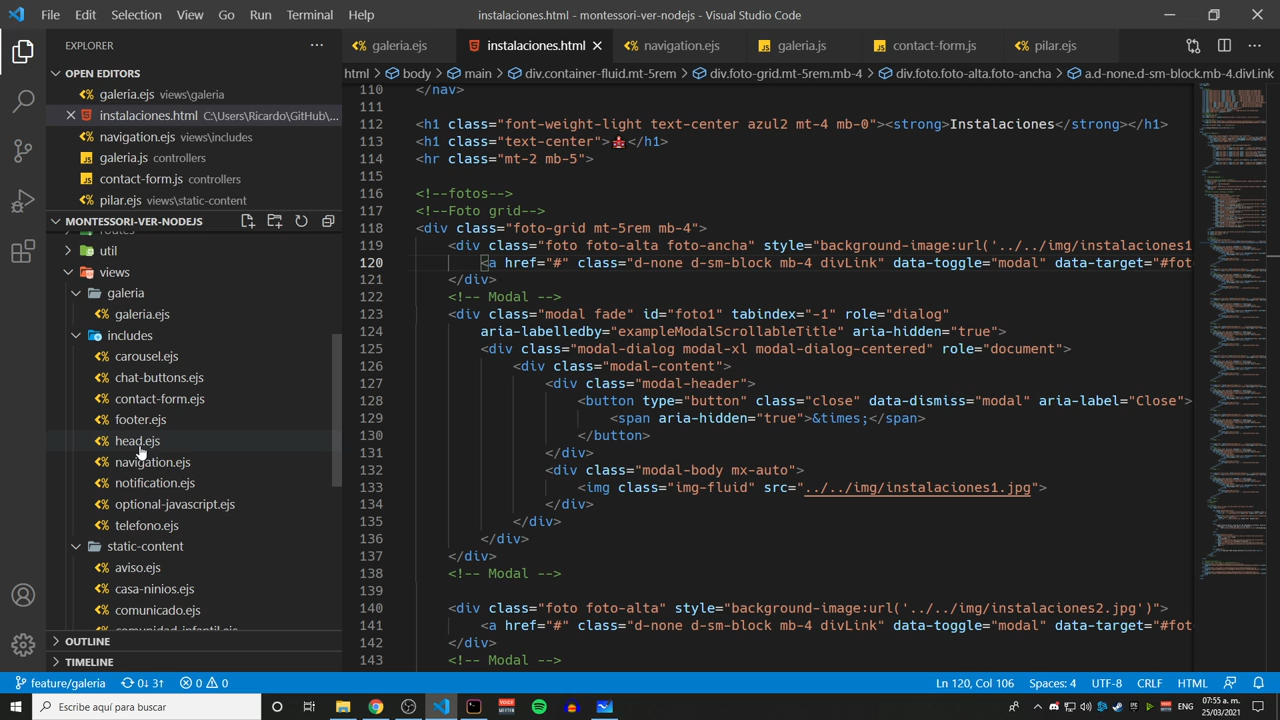 File Edit Selection View Go Run Terminal Help
instalaciones.html - montessori-ver-nodejs - Visual Studio Code
EXPLORER
OPEN EDITORS
galeria.ejs views\galeria
instalaciones.html C:\Users\Ricardo\GitHub\...
navigation.ejs views\includes
galeria.js controllers
contact-form.js controllers
pilar.ejs views\static-content
MONTESSORI-VER-NODEJS
routes
util
views
galeria
galeria.ejs
includes
carousel.ejs
chat-buttons.ejs
contact-form.ejs
footer.ejs
head.ejs
navigation.ejs
notification.ejs
optional-javascript.ejs
telefono.ejs
static-content
aviso.ejs
casa-ninios.ejs
comunicado.ejs
comunidad-infantil.ejs
OUTLINE
TIMELINE
galeria.ejs instalaciones.html navigation.ejs galeria.js contact-form.js pilar.ejs
html > body > main > div.container-fluid.mt-5rem > div.foto-grid.mt-5rem.mb-4 > div.foto.foto-alta.foto-ancha > a.d-none.d-sm-block.mb-4.divLink
110 </nav>
111
112 weight-light text-center azul2 mt-4 mb-0"><strong>Instalaciones</strong></h1>
113 <h1 class="text-center" </h1>
114 <hr class="mt-2 mb-5">
115
116 <!--fotos-->
117 <!--Foto grid-->
118 <div class="foto-grid mt-5rem mb-4">
119 <div class="foto foto-alta foto-ancha" style="background-image:url('../../img/instalaciones1
120 <a href="#" class="d-none d-sm-block mb-4 divLink" data-toggle="modal" data-target="#fot
121 </div>
122 <!-- Modal -->
123 <div class="modal fade" id="foto1" tabindex="-1" role="dialog"
124 aria-labelledby="exampleModalScrollableTitle" aria-hidden="true">
125 <div class="modal-dialog modal-xl modal-dialog-centered" role="document">
126 <div class="modal-content">
127 <div class="modal-header">
128 <button type="button" class="close" data-dismiss="modal" aria-label="Close">
129 <span aria-hidden="true">&times;</span>
130 </button>
131 </div>
132 <div class="modal-body mx-auto">
133 <img class="img-fluid" src="../../img/instalaciones1.jpg">
134 </div>
135 </div>
136 </div>
137 </div>
138 <!-- Modal -->
139
140 <div class="foto foto-alta" style="background-image:url('../../img/instalaciones2.jpg')">
141 <a href="#" class="d-none d-sm-block mb-4 divLink" data-toggle="modal" data-target="#fot
142 </div>
143 <!-- Modal -->
feature/galeria 0↓ 3↑ 0 0 Ln 120, Col 106 Spaces: 4 UTF-8 CRLF HTML
Escribe aquí para buscar
ENG 07:55 a. m.
25/03/2021